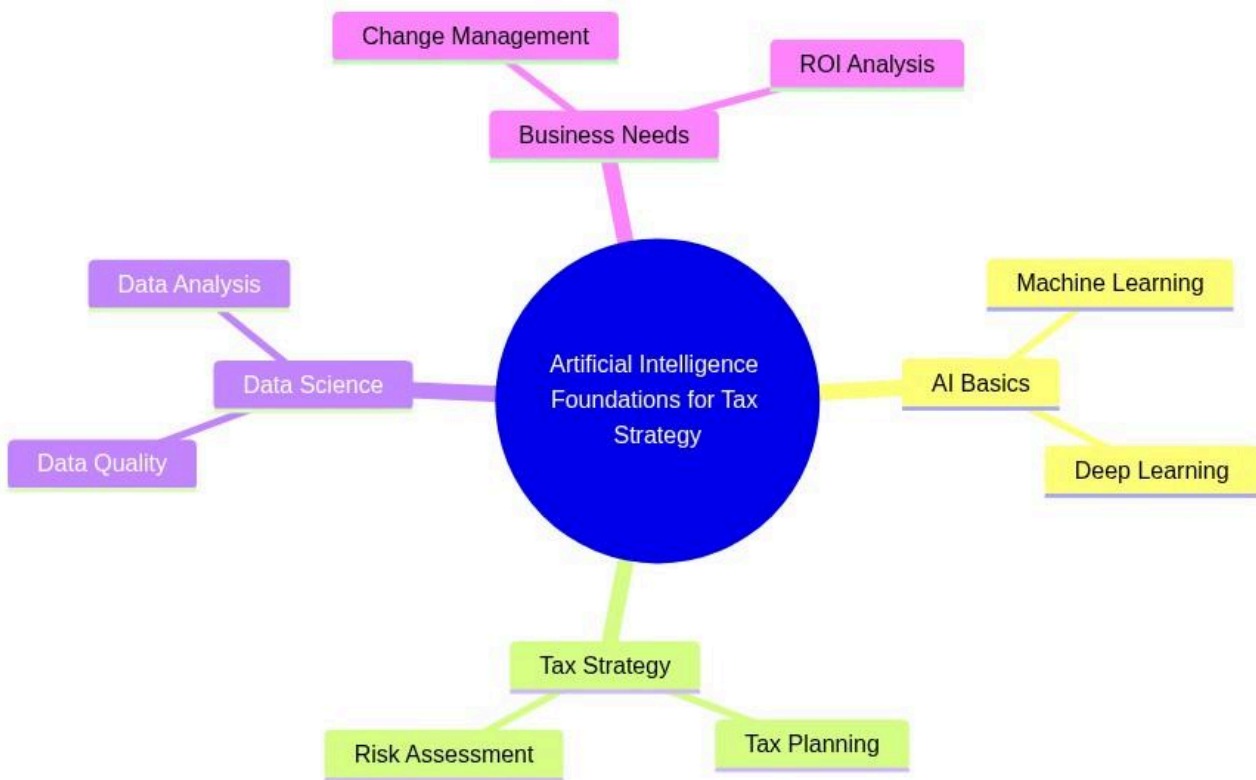 Change Management
ROI Analysis
Business Needs
Data Analysis
Machine Learning
Artificial Intelligence
Foundations for Tax
Strategy
Data Science
AI Basics
Data Quality
Deep Learning
Tax Strategy
Risk Assessment
Tax Planning